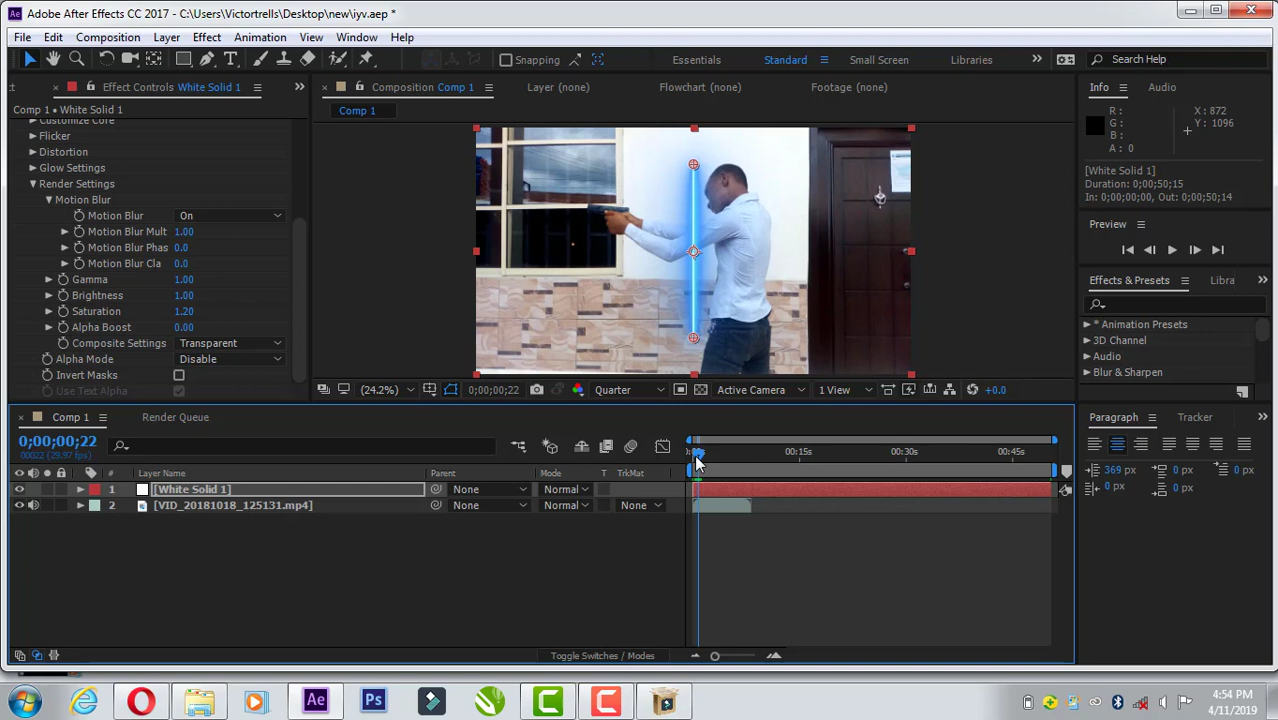 Adobe After Effects CC 2017 - C:\Users\Victortrells\Desktop\new\iyv.aep *
File Edit Composition Layer Effect Animation View Window Help
Snapping Essentials Standard Small Screen Libraries Search Help
Effect Controls White Solid 1
Comp 1 • White Solid 1
Customize Core
Flicker
Distortion
Glow Settings
Render Settings
Motion Blur
Motion Blur On
Motion Blur Mult 1.00
Motion Blur Phas 0.0
Motion Blur Cla 0.0
Gamma 1.00
Brightness 1.00
Saturation 1.20
Alpha Boost 0.00
Composite Settings Transparent
Alpha Mode Disable
Invert Masks
Use Text Alpha
Composition Comp 1 Layer (none) Flowchart (none) Footage (none)
Comp 1
(24.2%) 0;00;00;22 Quarter Active Camera 1 View +0.0
Info Audio
R:
G:
B:
A: 0
X: 872
Y: 1096
[White Solid 1]
Duration: 0;00;50;15
In: 0;00;00;00, Out: 0;00;50;14
Preview
Effects & Presets Libra
* Animation Presets
3D Channel
Audio
Blur & Sharpen
Comp 1 Render Queue
0;00;00;22
00022 (29.97 fps)
00:15s 00:30s 00:45s
# Layer Name Parent Mode T TrkMat
1 [White Solid 1] None Normal
2 [VID_20181018_125131.mp4] None Normal None
Toggle Switches / Modes
Paragraph Tracker
369 px 0 px 0 px
0 px 0 px
Ae Ps
4:54 PM
4/11/2019